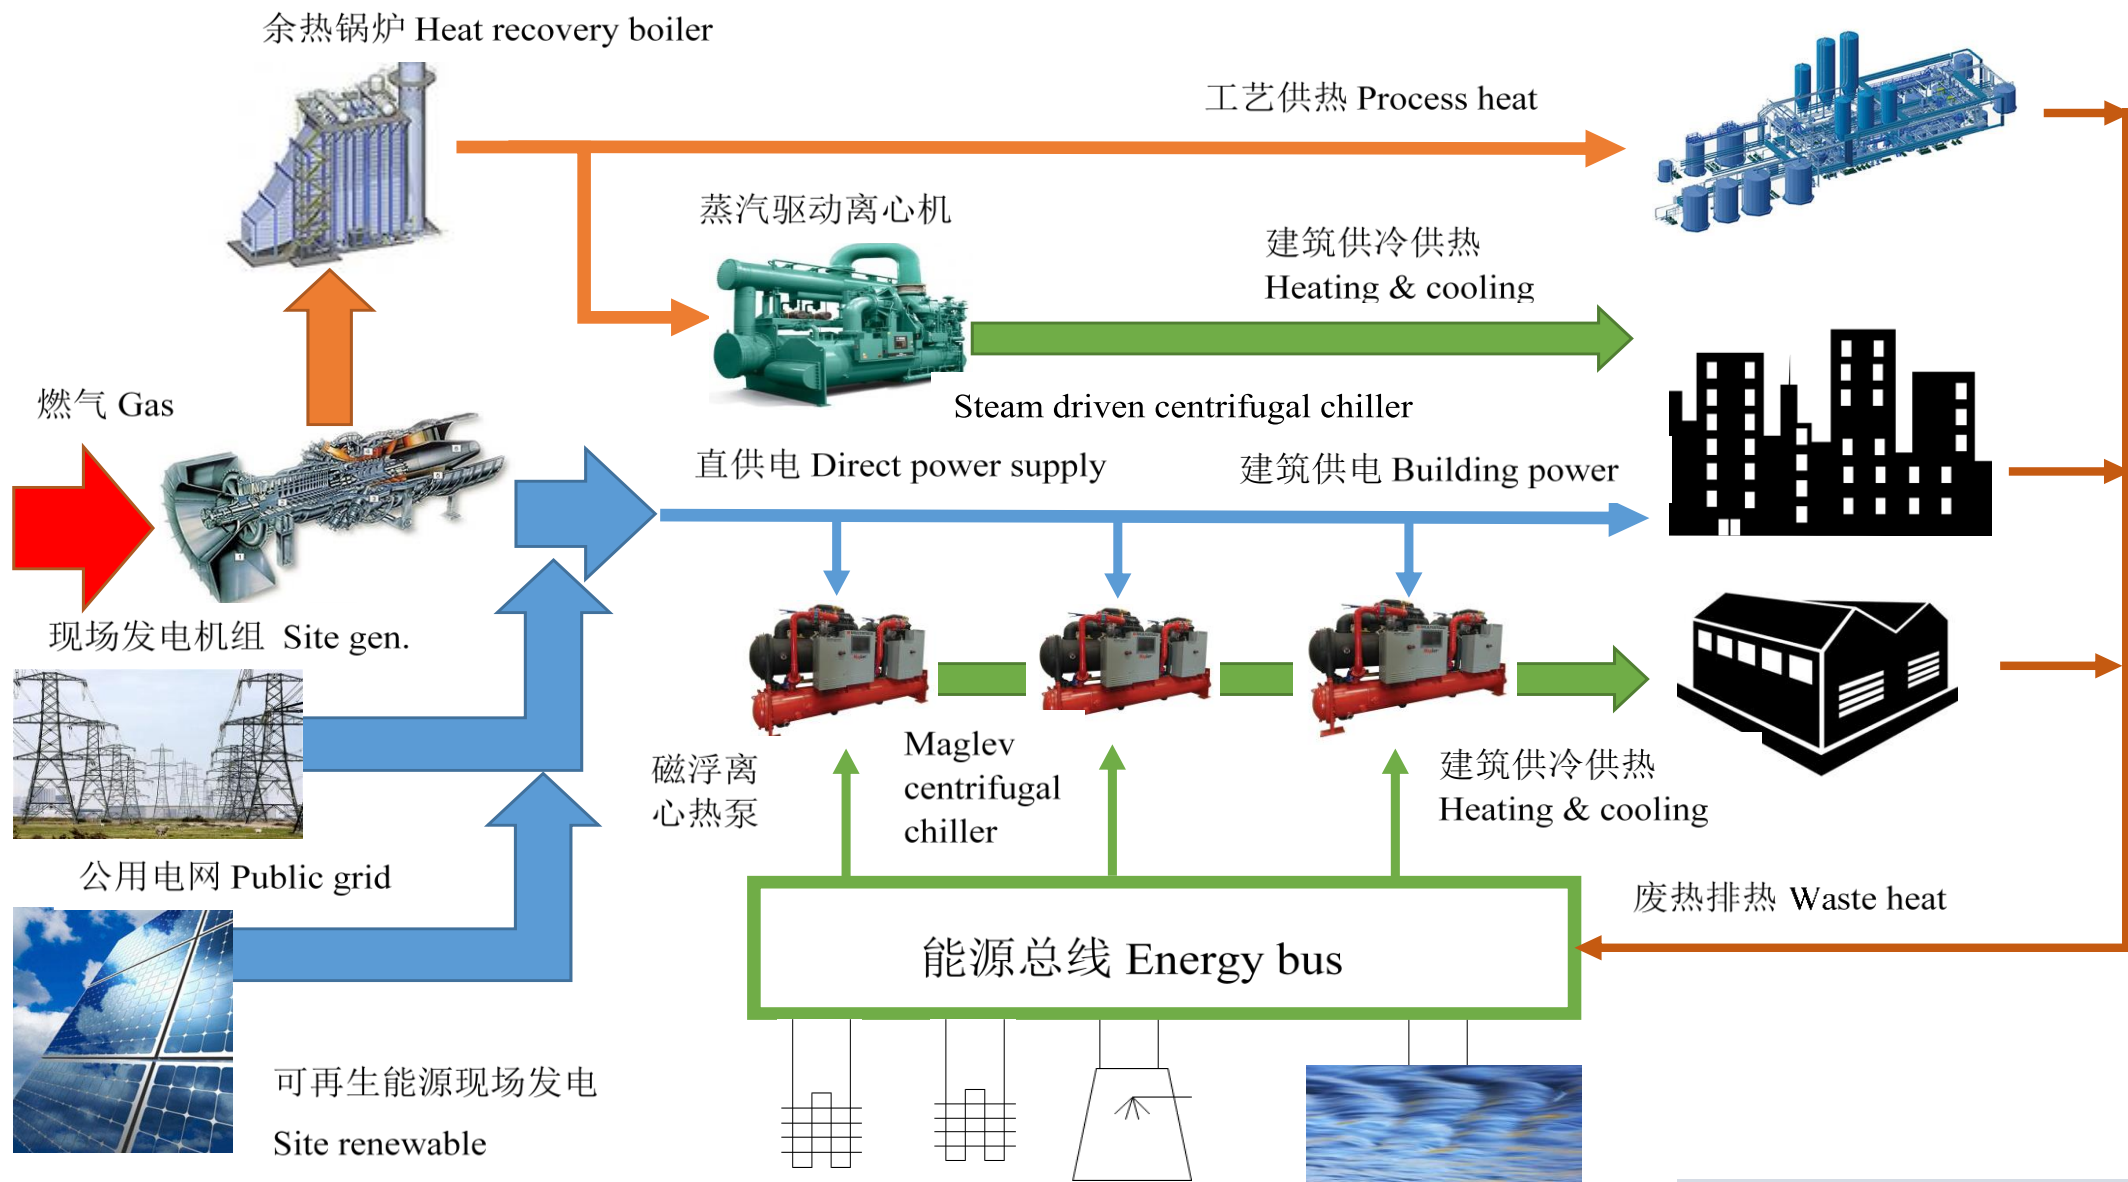 余热锅炉 Heat recovery boiler
工艺供热 Process heat
蒸汽驱动离心机
建筑供冷供热
Heating & cooling
燃气 Gas
Steam driven centrifugal chiller
直供电 Direct power supply
建筑供电 Building power
现场发电机组 Site gen.
磁浮离
心热泵
Maglev
centrifugal
chiller
建筑供冷供热
Heating & cooling
公用电网 Public grid
废热排热 Waste heat
能源总线 Energy bus
可再生能源现场发电
Site renewable